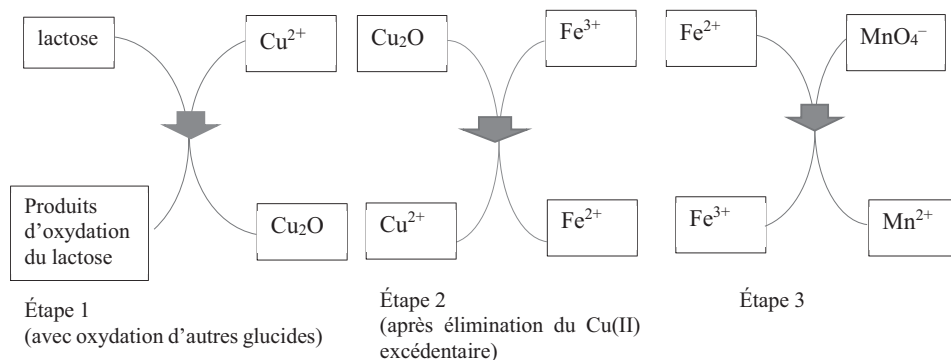 lactose
Cu²⁺
Produits
d’oxydation
du lactose
Cu₂O
Étape 1
(avec oxydation d’autres glucides)
Cu₂O
Fe³⁺
Cu²⁺
Fe²⁺
Étape 2
(après élimination du Cu(II)
excédentaire)
Fe²⁺
MnO₄⁻
Fe³⁺
Mn²⁺
Étape 3